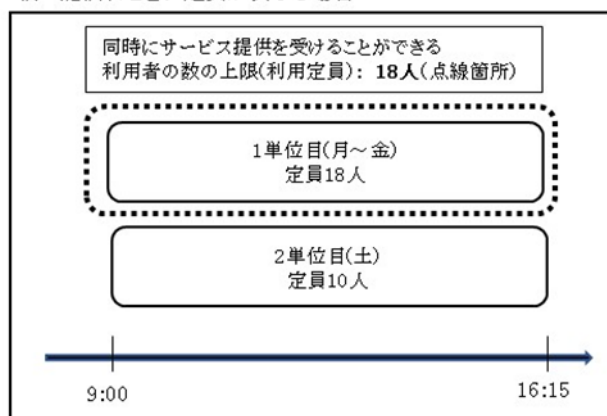 同時にサービス提供を受けることができる
利用者の数の上限(利用定員)：18人(点線箇所)
1単位目(月～金)
定員18人
2単位目(土)
定員10人
9:00
16:15